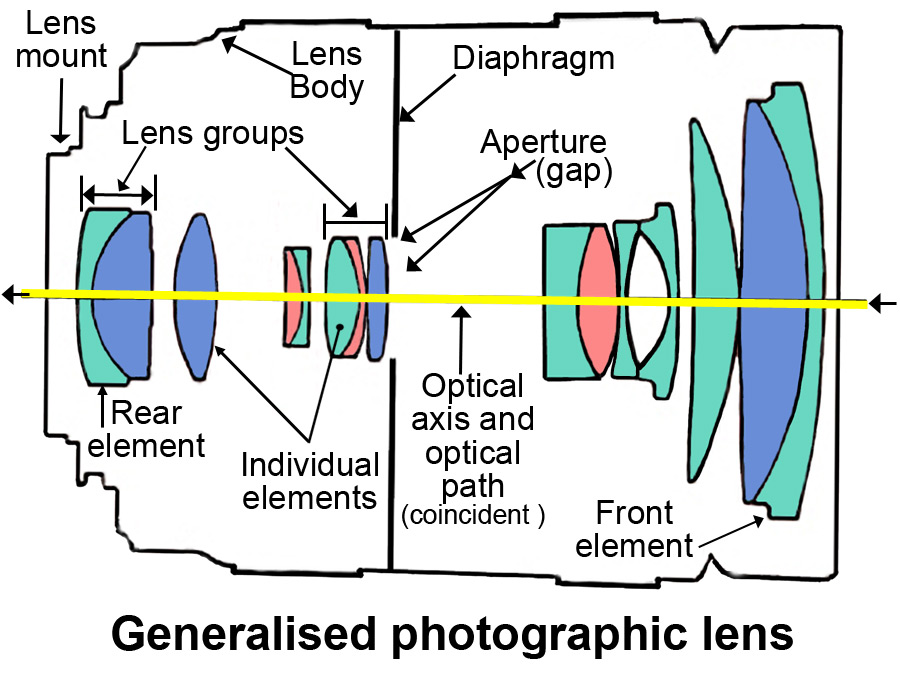 Lens
mount
Lens
Body
Diaphragm
Lens groups
Aperture
(gap)
Rear
element
Individual
elements
Optical
axis and
optical
path
(coincident )
Front
element
Generalised photographic lens